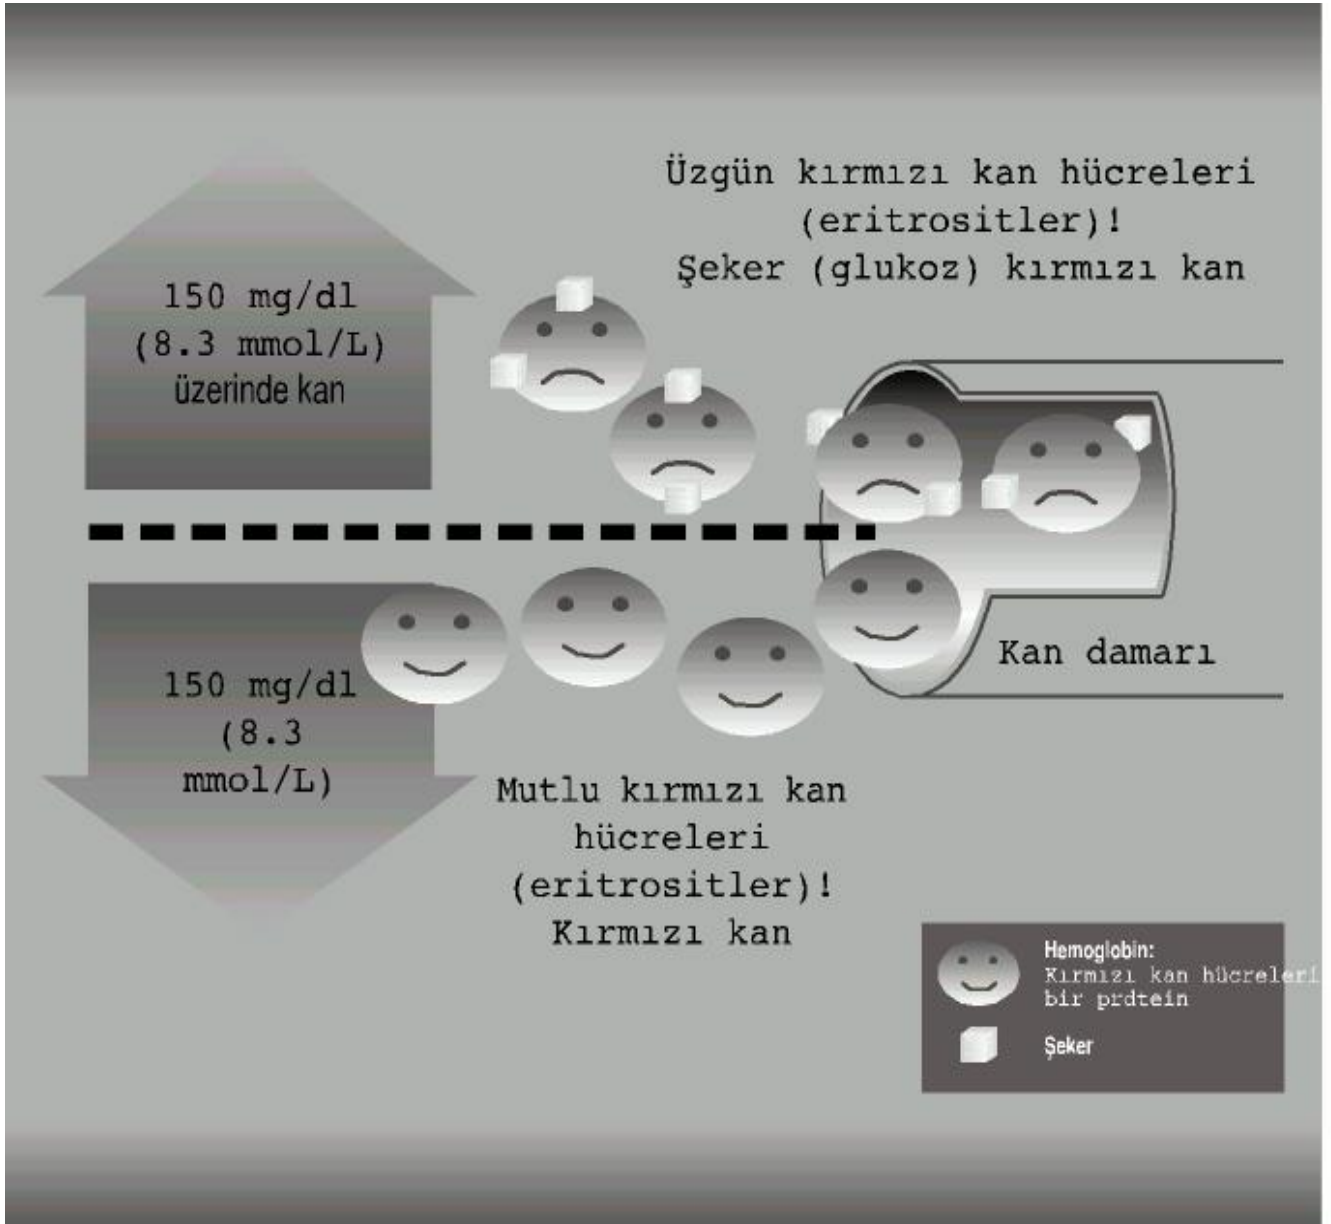 Üzgün kırmızı kan hücreleri
(eritrositler)!
Şeker (glukoz) kırmızı kan
150 mg/dl
(8.3 mmol/L)
üzerinde kan
Kan damarı
150 mg/dl
(8.3
mmol/L)
Mutlu kırmızı kan
hücreleri
(eritrositler)!
Kırmızı kan
Hemoglobin:
Kırmızı kan hücreleri
bir prdtein
Şeker